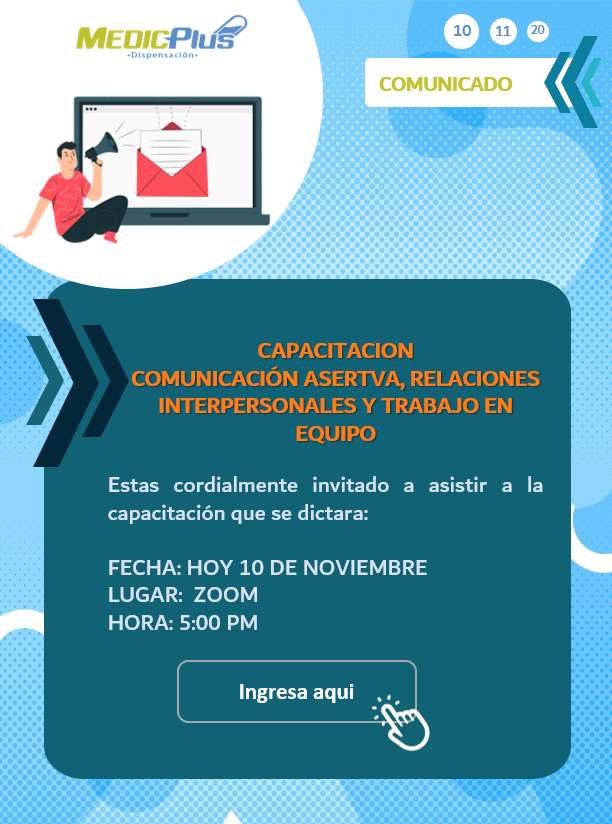 MEDICPLUS
•Dispensación•
10 11 20
COMUNICADO
CAPACITACION
COMUNICACIÓN ASERTVA, RELACIONES
INTERPERSONALES Y TRABAJO EN
EQUIPO
Estas cordialmente invitado a asistir a la
capacitación que se dictara:
FECHA: HOY 10 DE NOVIEMBRE
LUGAR: ZOOM
HORA: 5:00 PM
Ingresa aqui